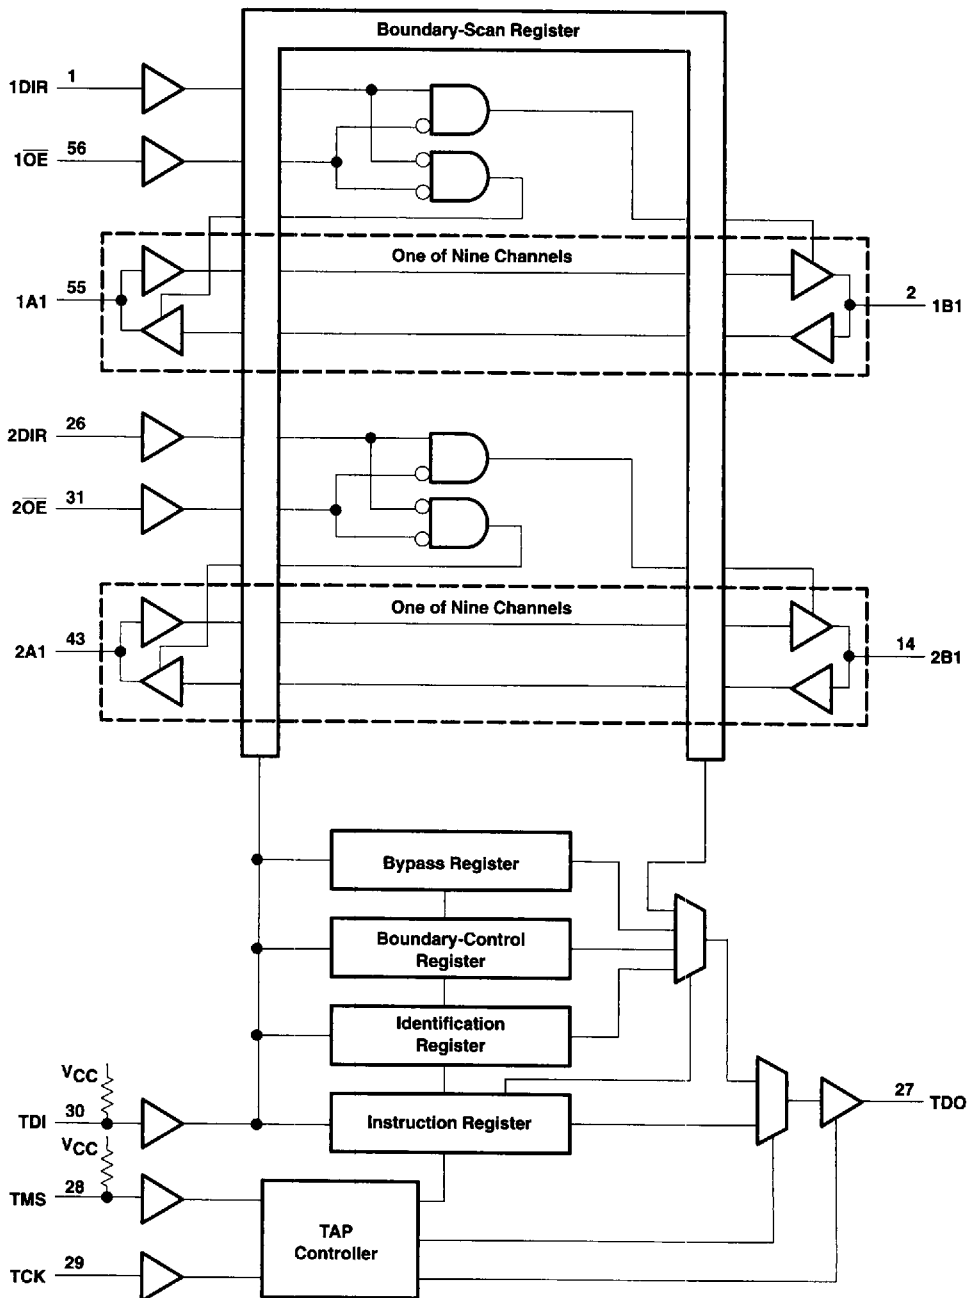 Boundary-Scan Register
1DIR 1
1O̅E̅ 56
One of Nine Channels
1A1 55
2 1B1
2DIR 26
2O̅E̅ 31
One of Nine Channels
2A1 43
14 2B1
Bypass Register
Boundary-Control
Register
Identification
Register
VCC
TDI 30
Instruction Register
27 TDO
VCC
TMS 28
TAP
Controller
TCK 29